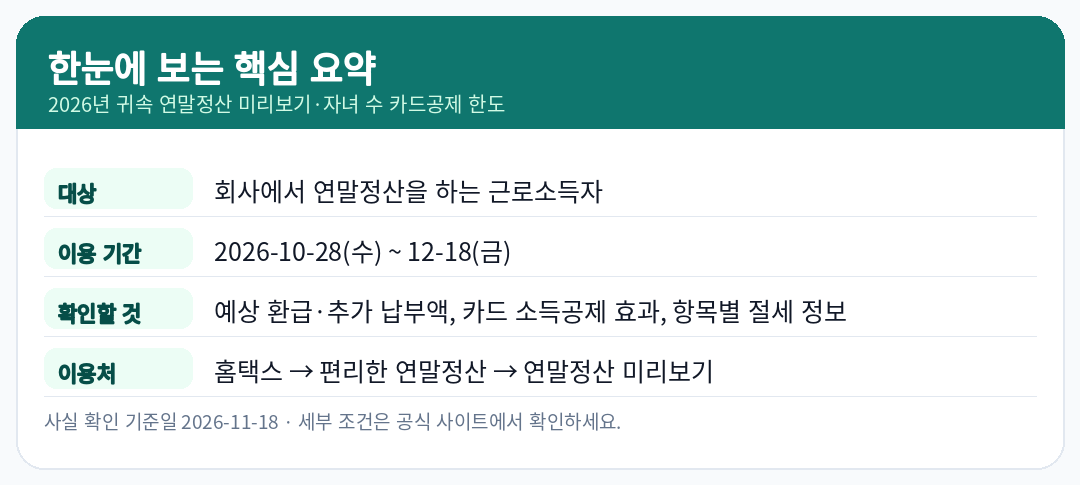 한눈에 보는 핵심 요약
2026년 귀속 연말정산 미리보기·자녀 수 카드공제 한도
대상 회사에서 연말정산을 하는 근로소득자
이용 기간 2026-10-28(수) ~ 12-18(금)
확인할 것 예상 환급·추가 납부액, 카드 소득공제 효과, 항목별 절세 정보
이용처 홈택스 → 편리한 연말정산 → 연말정산 미리보기
사실 확인 기준일 2026-11-18 · 세부 조건은 공식 사이트에서 확인하세요.